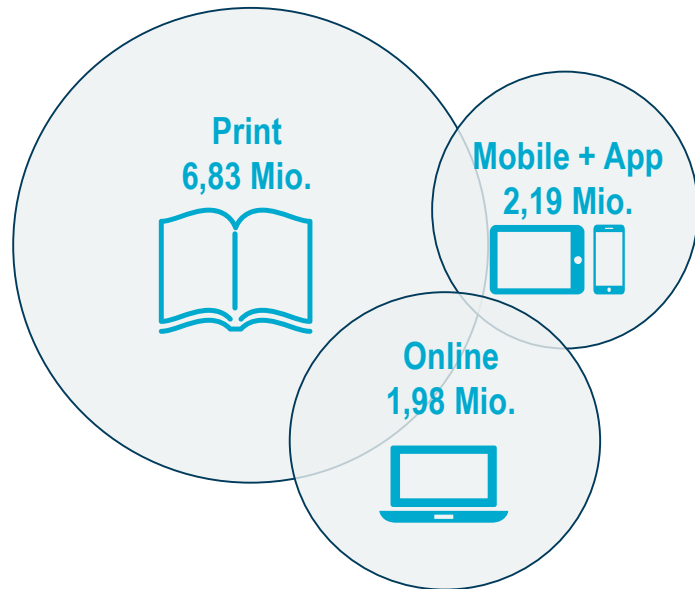 Print
6,83 Mio.
Mobile + App
2,19 Mio.
Online
1,98 Mio.